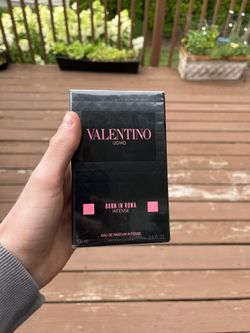 VALENTINO
UOMO
BORN IN ROMA
INTENSE
EAU DE PARFUM INTENSE